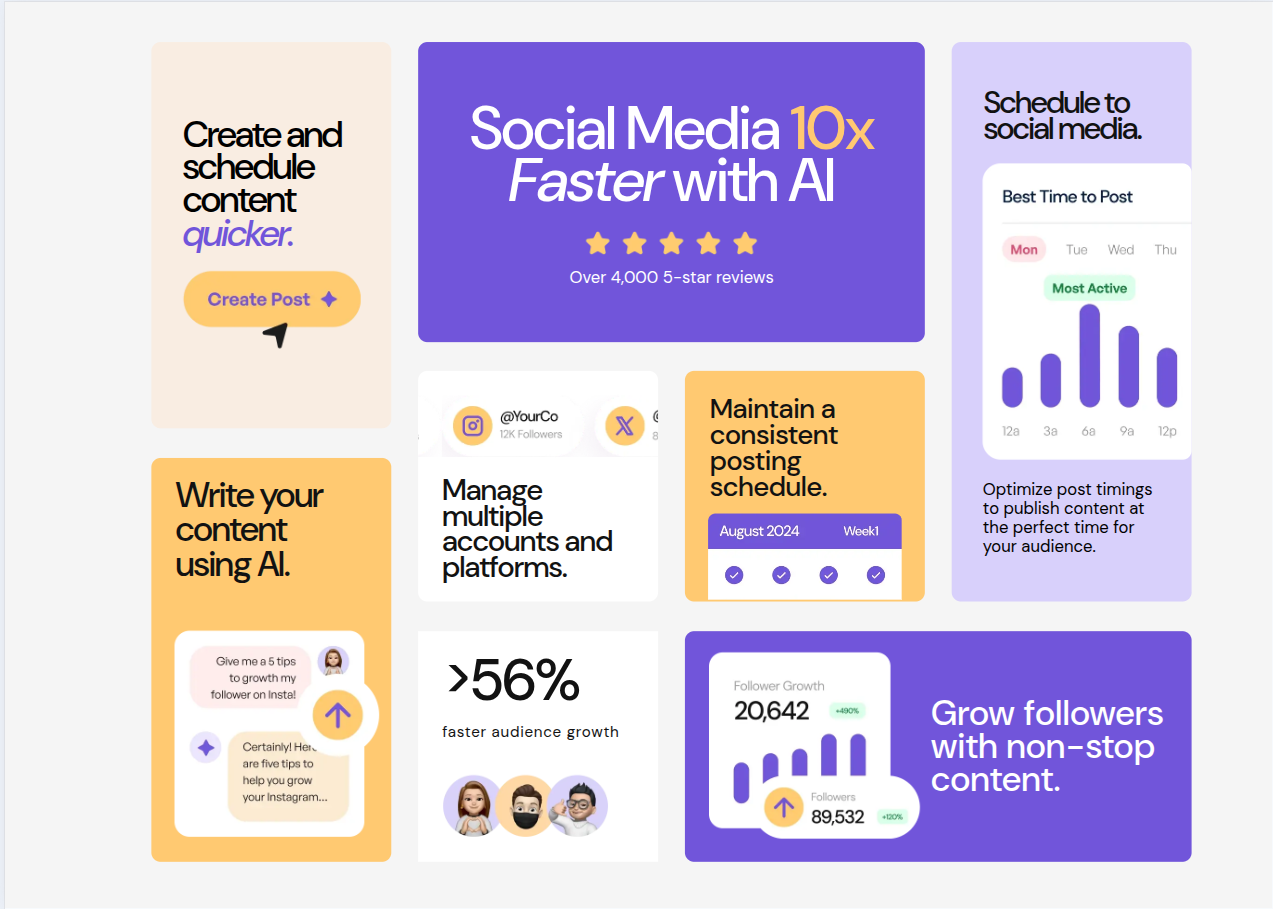 Create and
schedule
content
quicker.
Create Post
Social Media 10x
Faster with AI
Over 4,000 5-star reviews
Schedule to
social media.
Best Time to Post
Mon Tue Wed Thu
Most Active
12a 3a 6a 9a 12p
Optimize post timings
to publish content at
the perfect time for
your audience.
@YourCo
12K Followers
Manage
multiple
accounts and
platforms.
Maintain a
consistent
posting
schedule.
August 2024 Week1
Write your
content
using AI.
Give me a 5 tips
to growth my
follower on Insta!
Certainly! Here
are five tips to
help you grow
your Instagram...
>56%
faster audience growth
Follower Growth
20,642 +490%
Followers
89,532 +120%
Grow followers
with non-stop
content.